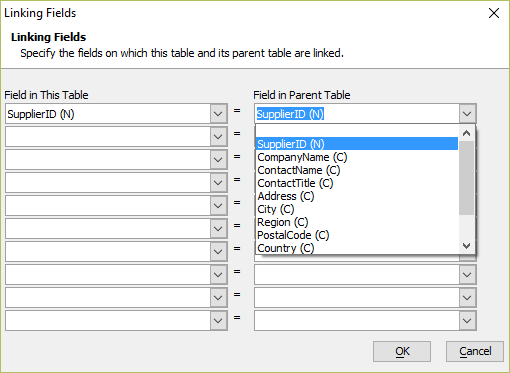 Linking Fields
Linking Fields
Specify the fields on which this table and its parent table are linked.
Field in This Table Field in Parent Table
SupplierID (N) = SupplierID (N)
=
= SupplierID (N)
= CompanyName (C)
ContactName (C)
= ContactTitle (C)
= Address (C)
City (C)
= Region (C)
= PostalCode (C)
Country (C)
=
=
=
OK Cancel